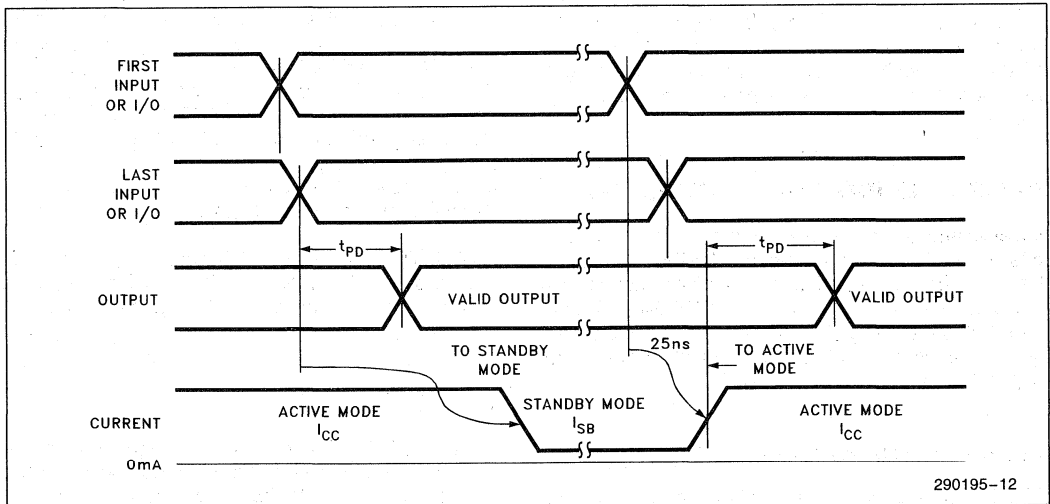 FIRST
INPUT
OR I/O
LAST
INPUT
OR I/O
tPD
tPD
OUTPUT
VALID OUTPUT
VALID OUTPUT
TO STANDBY
MODE
25ns
TO ACTIVE
MODE
CURRENT
ACTIVE MODE
ICC
STANDBY MODE
ISB
ACTIVE MODE
ICC
0mA
290195-12